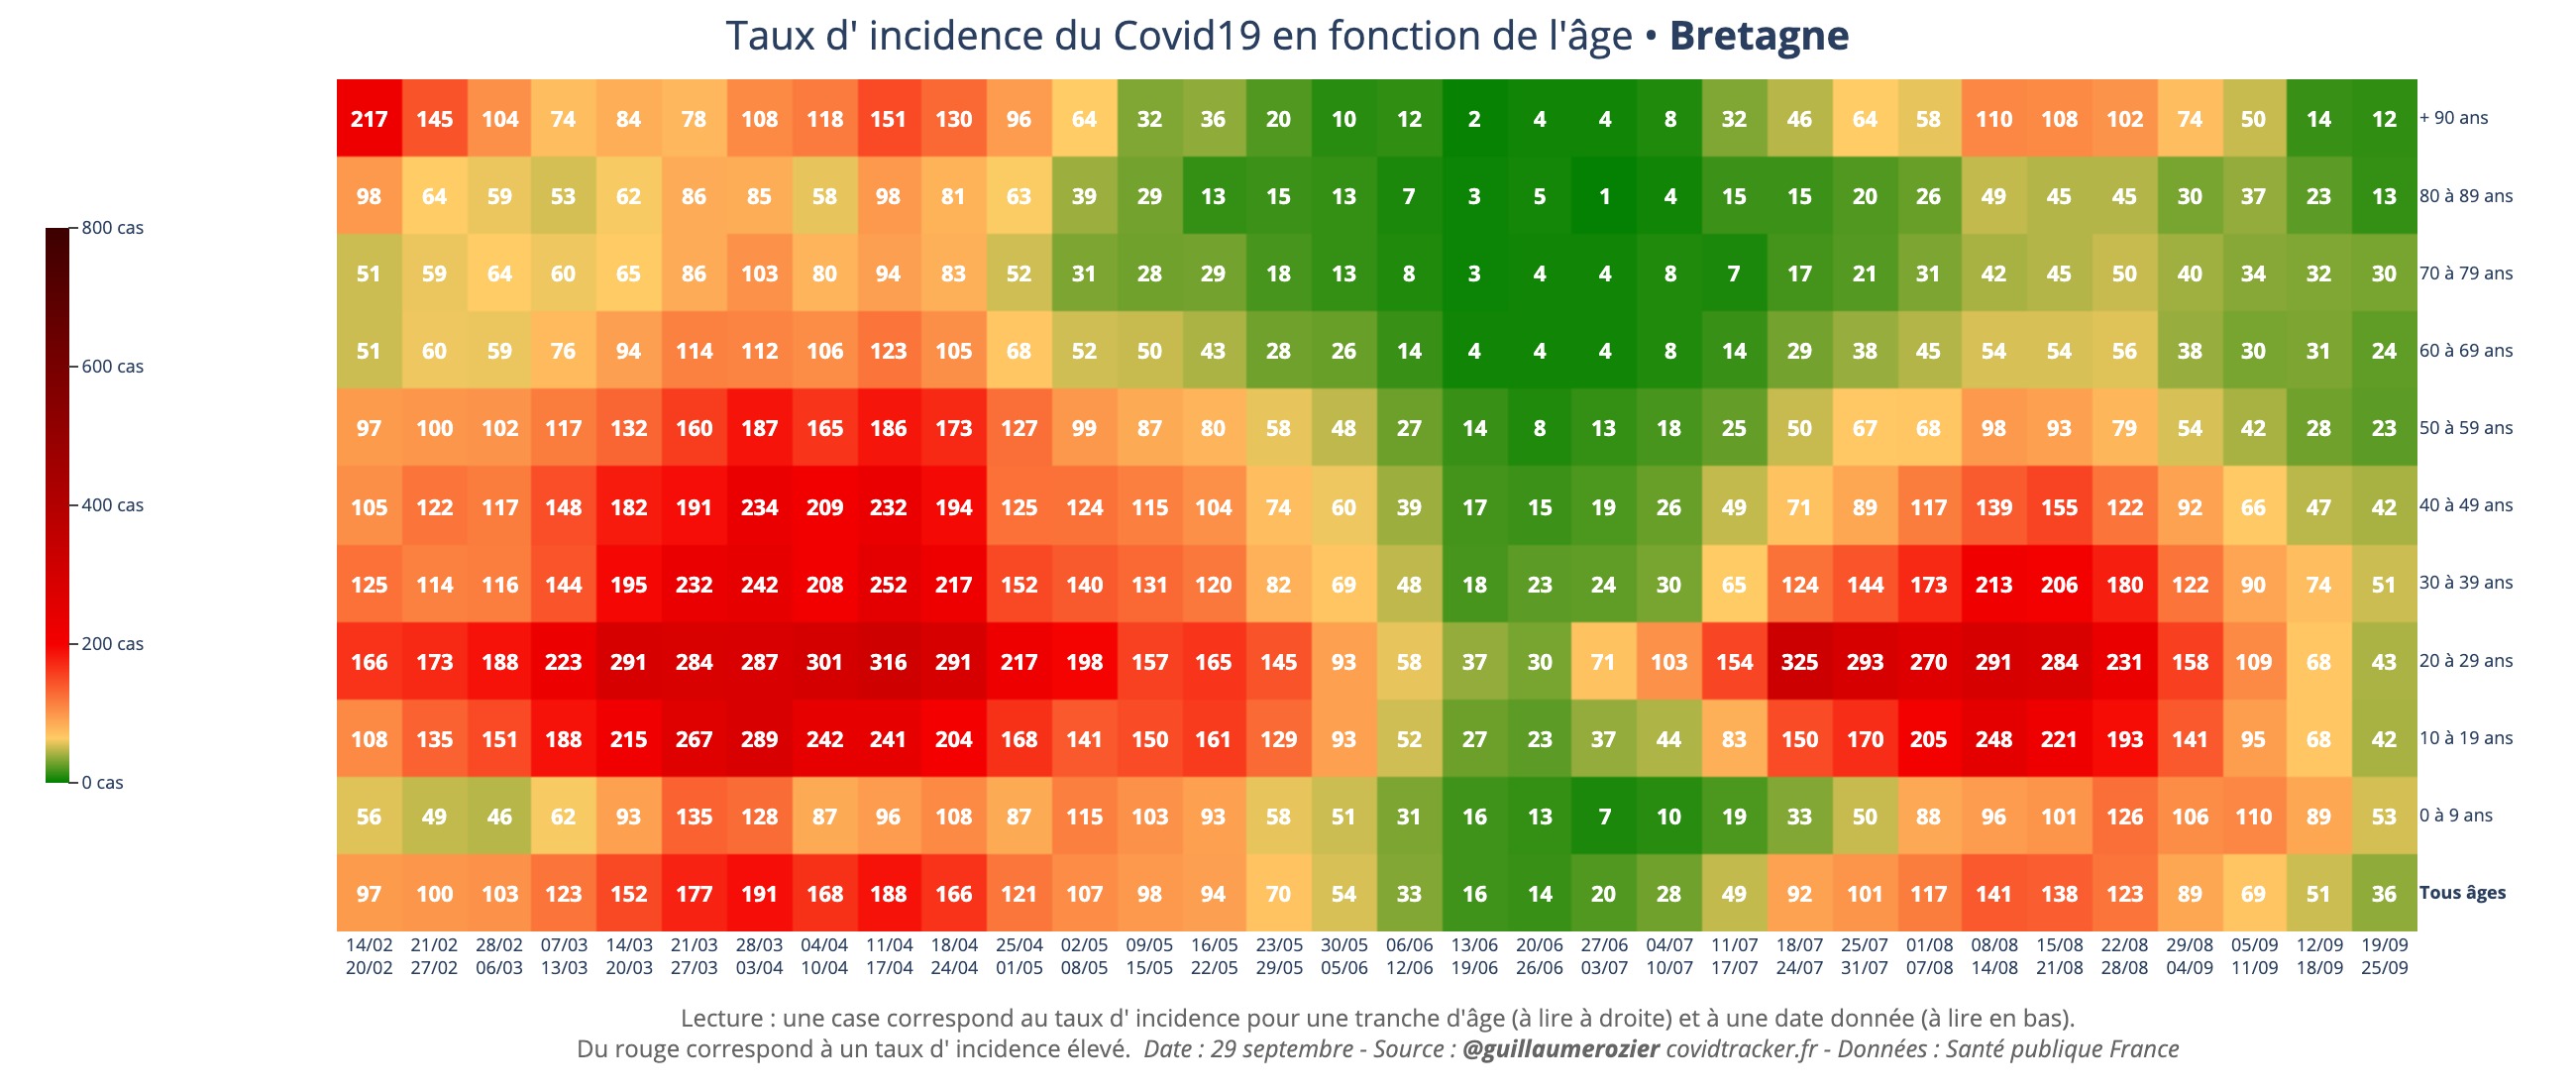 Taux d' incidence du Covid19 en fonction de l'âge • Bretagne
217 145 104 74 84 78 108 118 151 130 96 64 32 36 20 10 12 2 4 4 8 32 46 64 58 110 108 102 74 50 14 12 + 90 ans
98 64 59 53 62 86 85 58 98 81 63 39 29 13 15 13 7 3 5 1 4 15 15 20 26 49 45 45 30 37 23 13 80 à 89 ans
800 cas
51 59 64 60 65 86 103 80 94 83 52 31 28 29 18 13 8 3 4 4 8 7 17 21 31 42 45 50 40 34 32 30 70 à 79 ans
51 60 59 76 94 114 112 106 123 105 68 52 50 43 28 26 14 4 4 4 8 14 29 38 45 54 54 56 38 30 31 24 60 à 69 ans
600 cas
97 100 102 117 132 160 187 165 186 173 127 99 87 80 58 48 27 14 8 13 18 25 50 67 68 98 93 79 54 42 28 23 50 à 59 ans
400 cas
105 122 117 148 182 191 234 209 232 194 125 124 115 104 74 60 39 17 15 19 26 49 71 89 117 139 155 122 92 66 47 42 40 à 49 ans
125 114 116 144 195 232 242 208 252 217 152 140 131 120 82 69 48 18 23 24 30 65 124 144 173 213 206 180 122 90 74 51 30 à 39 ans
200 cas
166 173 188 223 291 284 287 301 316 291 217 198 157 165 145 93 58 37 30 71 103 154 325 293 270 291 284 231 158 109 68 43 20 à 29 ans
108 135 151 188 215 267 289 242 241 204 168 141 150 161 129 93 52 27 23 37 44 83 150 170 205 248 221 193 141 95 68 42 10 à 19 ans
0 cas
56 49 46 62 93 135 128 87 96 108 87 115 103 93 58 51 31 16 13 7 10 19 33 50 88 96 101 126 106 110 89 53 0 à 9 ans
97 100 103 123 152 177 191 168 188 166 121 107 98 94 70 54 33 16 14 20 28 49 92 101 117 141 138 123 89 69 51 36 Tous âges
14/02 21/02 28/02 07/03 14/03 21/03 28/03 04/04 11/04 18/04 25/04 02/05 09/05 16/05 23/05 30/05 06/06 13/06 20/06 27/06 04/07 11/07 18/07 25/07 01/08 08/08 15/08 22/08 29/08 05/09 12/09 19/09
20/02 27/02 06/03 13/03 20/03 27/03 03/04 10/04 17/04 24/04 01/05 08/05 15/05 22/05 29/05 05/06 12/06 19/06 26/06 03/07 10/07 17/07 24/07 31/07 07/08 14/08 21/08 28/08 04/09 11/09 18/09 25/09
Lecture : une case correspond au taux d' incidence pour une tranche d'âge (à lire à droite) et à une date donnée (à lire en bas).
Du rouge correspond à un taux d' incidence élevé. Date : 29 septembre - Source : @guillaumerozier covidtracker.fr - Données : Santé publique France